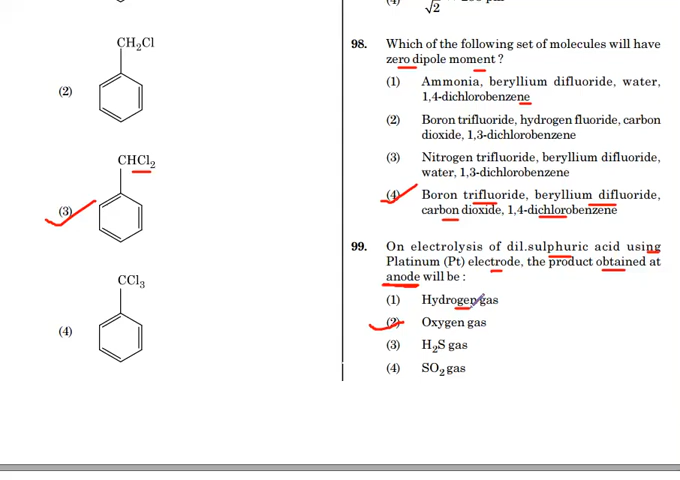 CH₂Cl
(2)
CHCl₂
(3)
CCl₃
(4)
(4)
√2
98. Which of the following set of molecules will have
zero dipole moment ?
(1) Ammonia, beryllium difluoride, water,
1,4-dichlorobenzene
(2) Boron trifluoride, hydrogen fluoride, carbon
dioxide, 1,3-dichlorobenzene
(3) Nitrogen trifluoride, beryllium difluoride,
water, 1,3-dichlorobenzene
(4) Boron trifluoride, beryllium difluoride,
carbon dioxide, 1,4-dichlorobenzene
99. On electrolysis of dil.sulphuric acid using
Platinum (Pt) electrode, the product obtained at
anode will be :
(1) Hydrogen gas
(2) Oxygen gas
(3) H₂S gas
(4) SO₂ gas